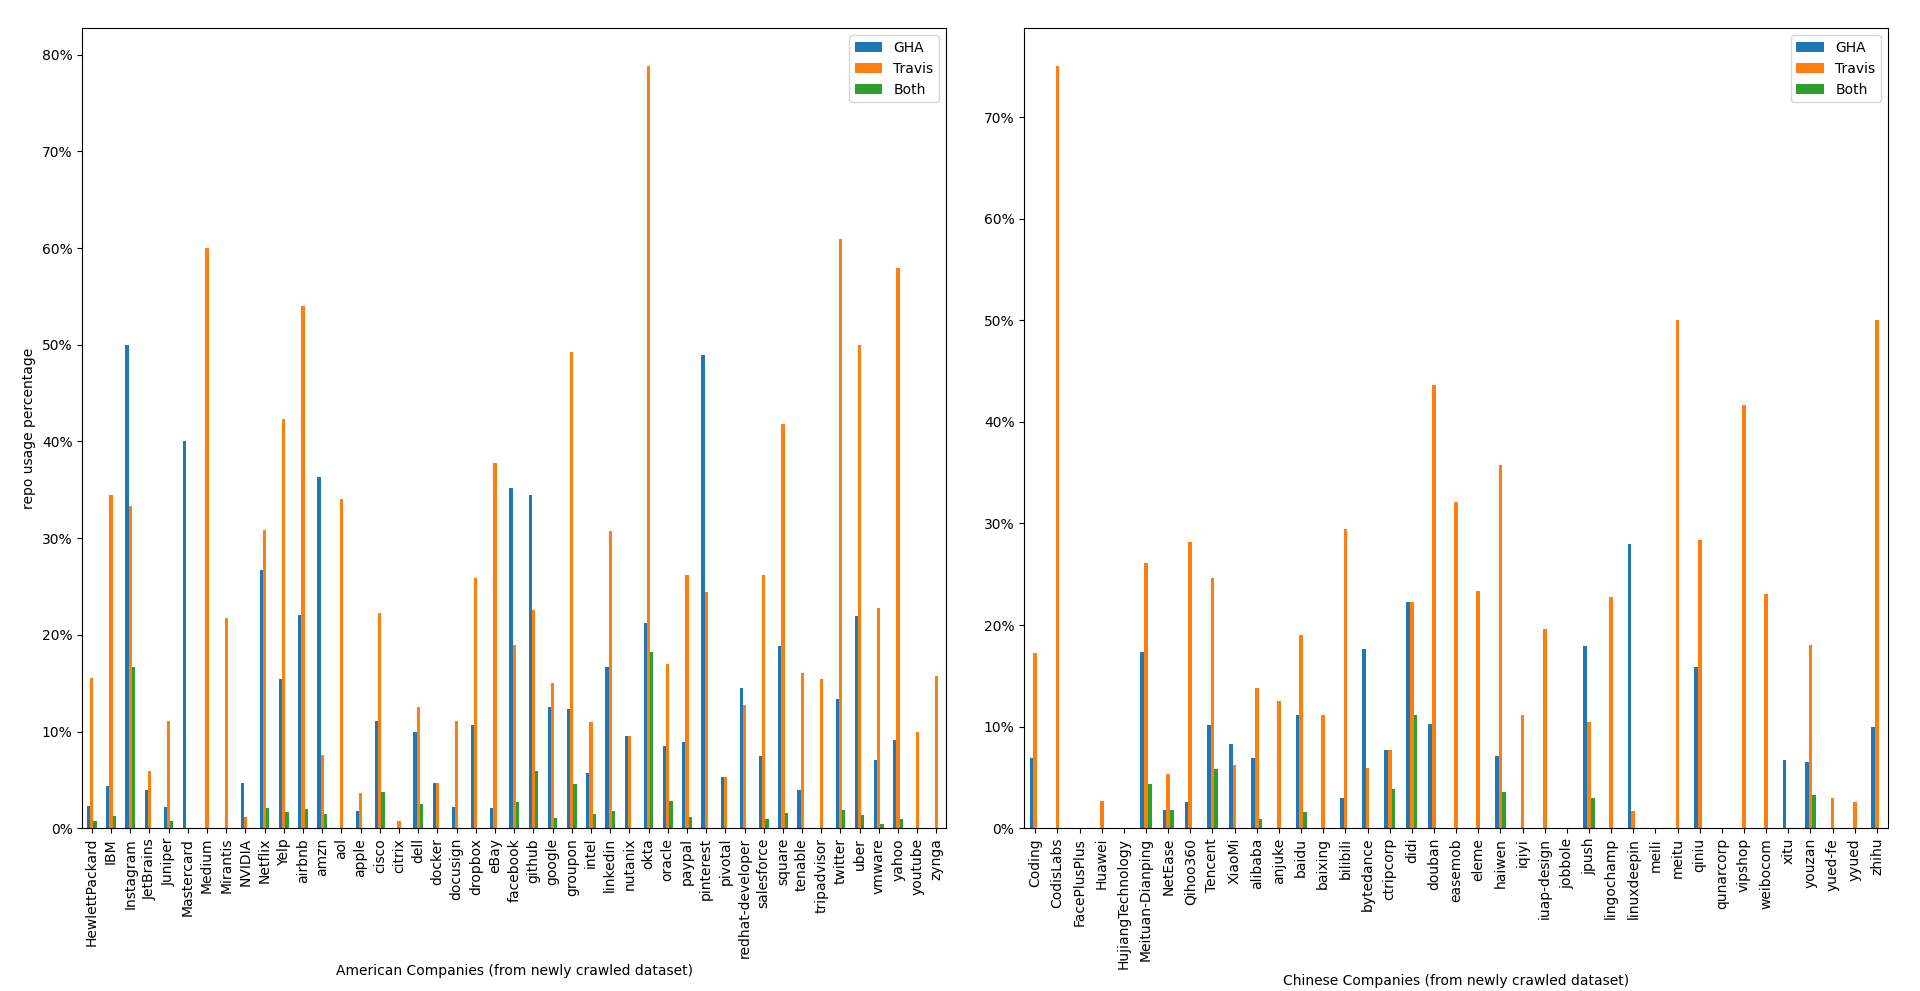 80%
70%
60%
50%
40%
30%
20%
10%
0%
repo usage percentage
GHA
Travis
Both
HewlettPackard
IBM
Instagram
JetBrains
Juniper
Mastercard
Medium
Mirantis
NVIDIA
Netflix
Yelp
airbnb
amzn
aol
apple
cisco
citrix
dell
docker
docusign
dropbox
eBay
facebook
github
google
groupon
intel
linkedin
nutanix
okta
oracle
paypal
pinterest
pivotal
redhat-developer
salesforce
square
tenable
tripadvisor
twitter
uber
vmware
yahoo
youtube
zynga
American Companies (from newly crawled dataset)
70%
60%
50%
40%
30%
20%
10%
0%
GHA
Travis
Both
Coding
CodisLabs
FacePlusPlus
Huawei
HujiangTechnology
Meituan-Dianping
NetEase
Qihoo360
Tencent
XiaoMi
alibaba
anjuke
baidu
baixing
bilibili
bytedance
ctripcorp
didi
douban
easemob
eleme
haiwen
iqiyi
iuap-design
jobbole
jpush
lingochamp
linuxdeepin
meili
meitu
qiniu
qunarcorp
vipshop
weibocom
xitu
youzan
yued-fe
yyued
zhihu
Chinese Companies (from newly crawled dataset)